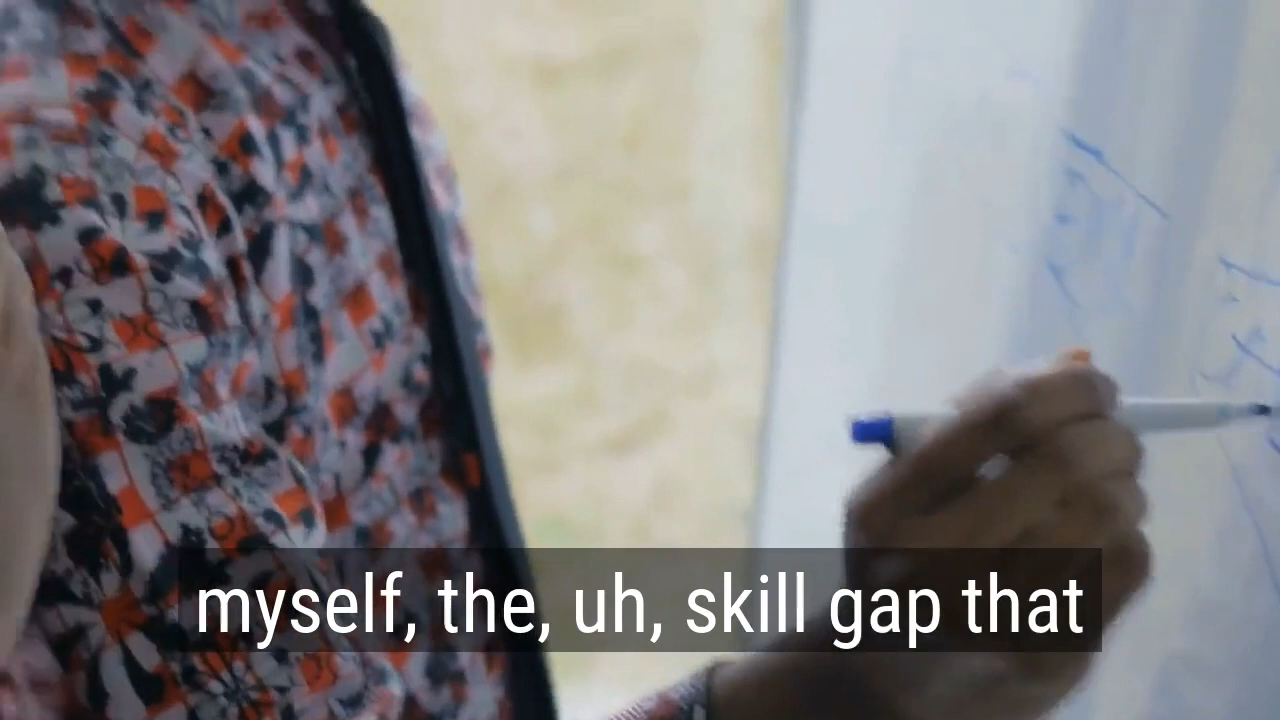 myself, the, uh, skill gap that